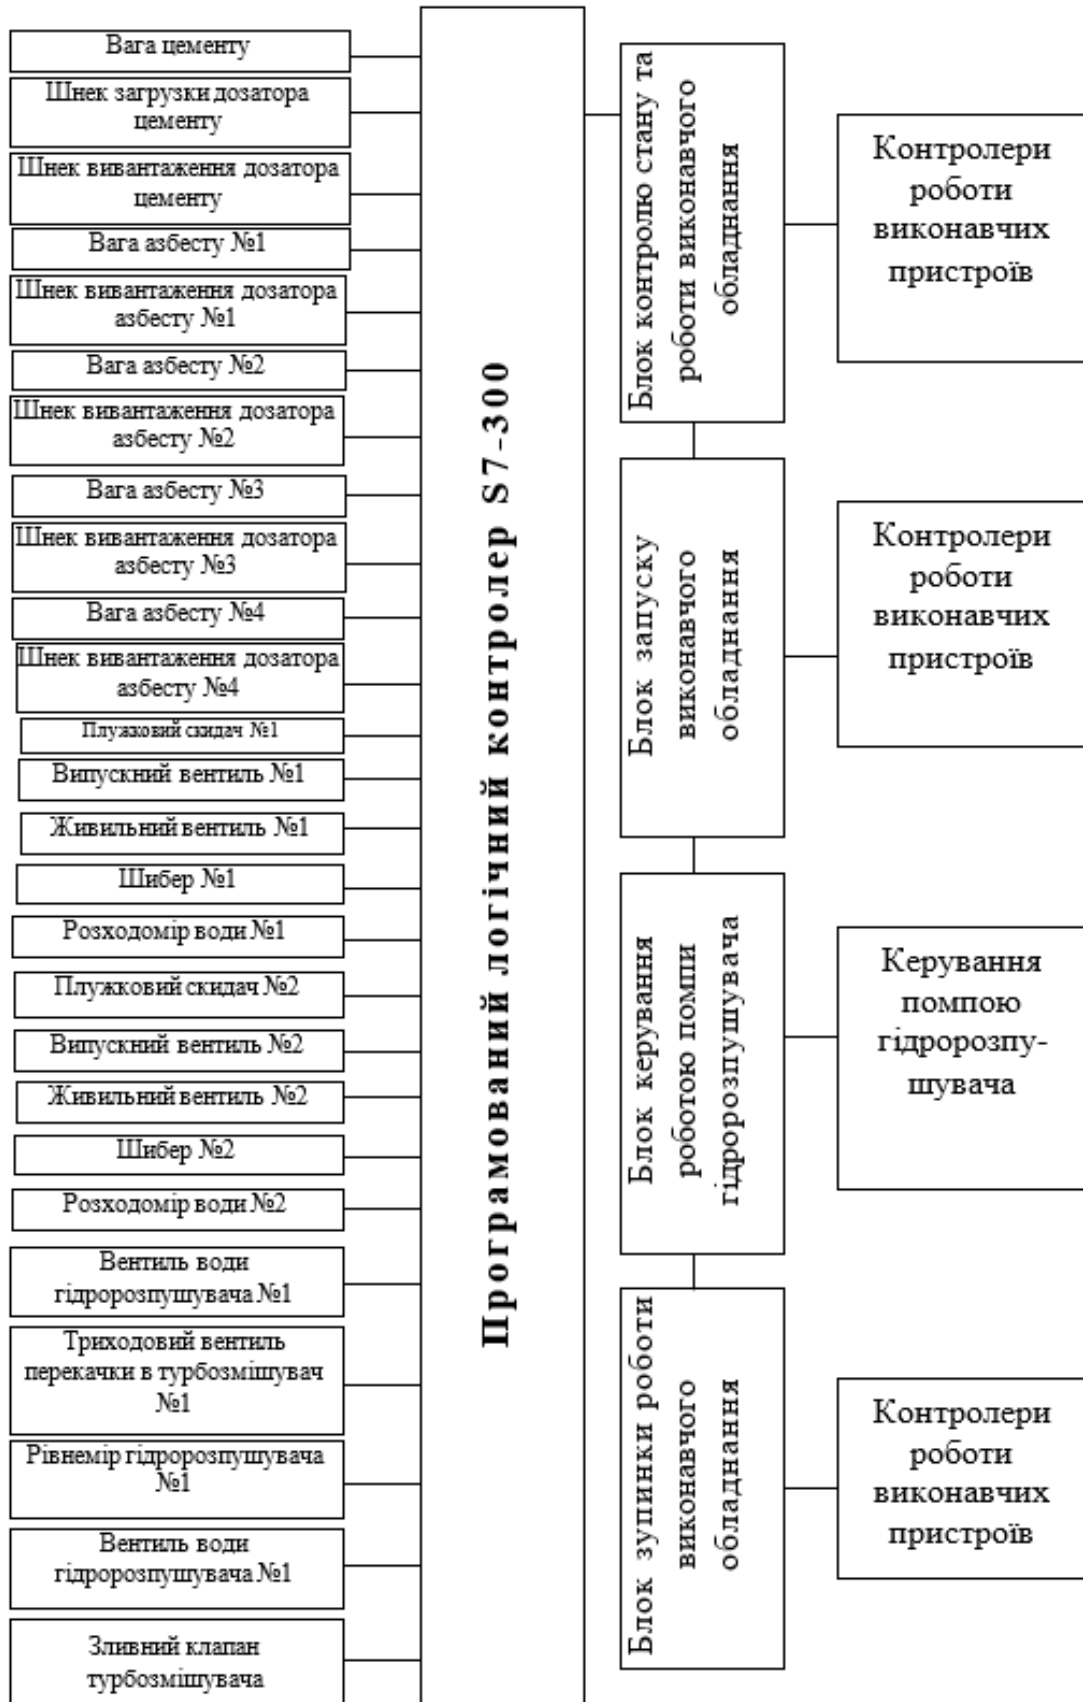 Вага цементу
Шнек загрузки дозатора
цементу
Шнек вивантаження дозатора
цементу
Вага азбесту №1
Шнек вивантаження дозатора
азбесту №1
Вага азбесту №2
Шнек вивантаження дозатора
азбесту №2
Вага азбесту №3
Шнек вивантаження дозатора
азбесту №3
Вага азбесту №4
Шнек вивантаження дозатора
азбесту №4
Плужковий скидач №1
Випускний вентиль №1
Живильний вентиль №1
Шибер №1
Розходомір води №1
Плужковий скидач №2
Випускний вентиль №2
Живильний вентиль №2
Шибер №2
Розходомір води №2
Вентиль води
гідророзпушувача №1
Триходовий вентиль
перекачки в турбозмішувач
№1
Рівнемір гідророзпушувача
№1
Вентиль води
гідророзпушувача №1
Зливний клапан
турбозмішувача
Програмований логічний контролер S7-300
Блок контролю стану та
роботи виконавчого
обладнання
Блок запуску
виконавчого
обладнання
Блок керування
роботою помпи
гідророзпушувача
Блок зупинки роботи
виконавчого
обладнання
Контролери
роботи
виконавчих
пристроїв
Контролери
роботи
виконавчих
пристроїв
Керування
помпою
гідророзпу-
шувача
Контролери
роботи
виконавчих
пристроїв